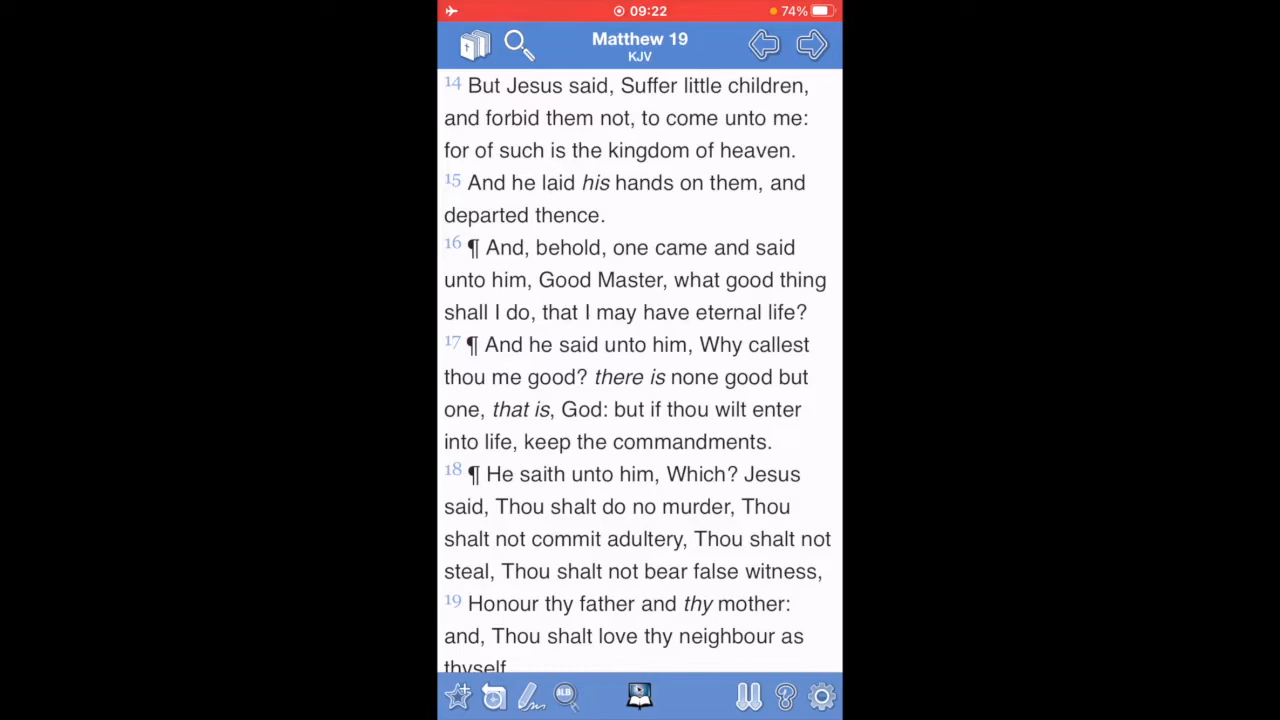 09:22
74%
Matthew 19
KJV
14 But Jesus said, Suffer little children,
and forbid them not, to come unto me:
for of such is the kingdom of heaven.
15 And he laid his hands on them, and
departed thence.
16 ¶ And, behold, one came and said
unto him, Good Master, what good thing
shall I do, that I may have eternal life?
17 ¶ And he said unto him, Why callest
thou me good? there is none good but
one, that is, God: but if thou wilt enter
into life, keep the commandments.
18 ¶ He saith unto him, Which? Jesus
said, Thou shalt do no murder, Thou
shalt not commit adultery, Thou shalt not
steal, Thou shalt not bear false witness,
19 Honour thy father and thy mother:
and, Thou shalt love thy neighbour as
thyself
BLB